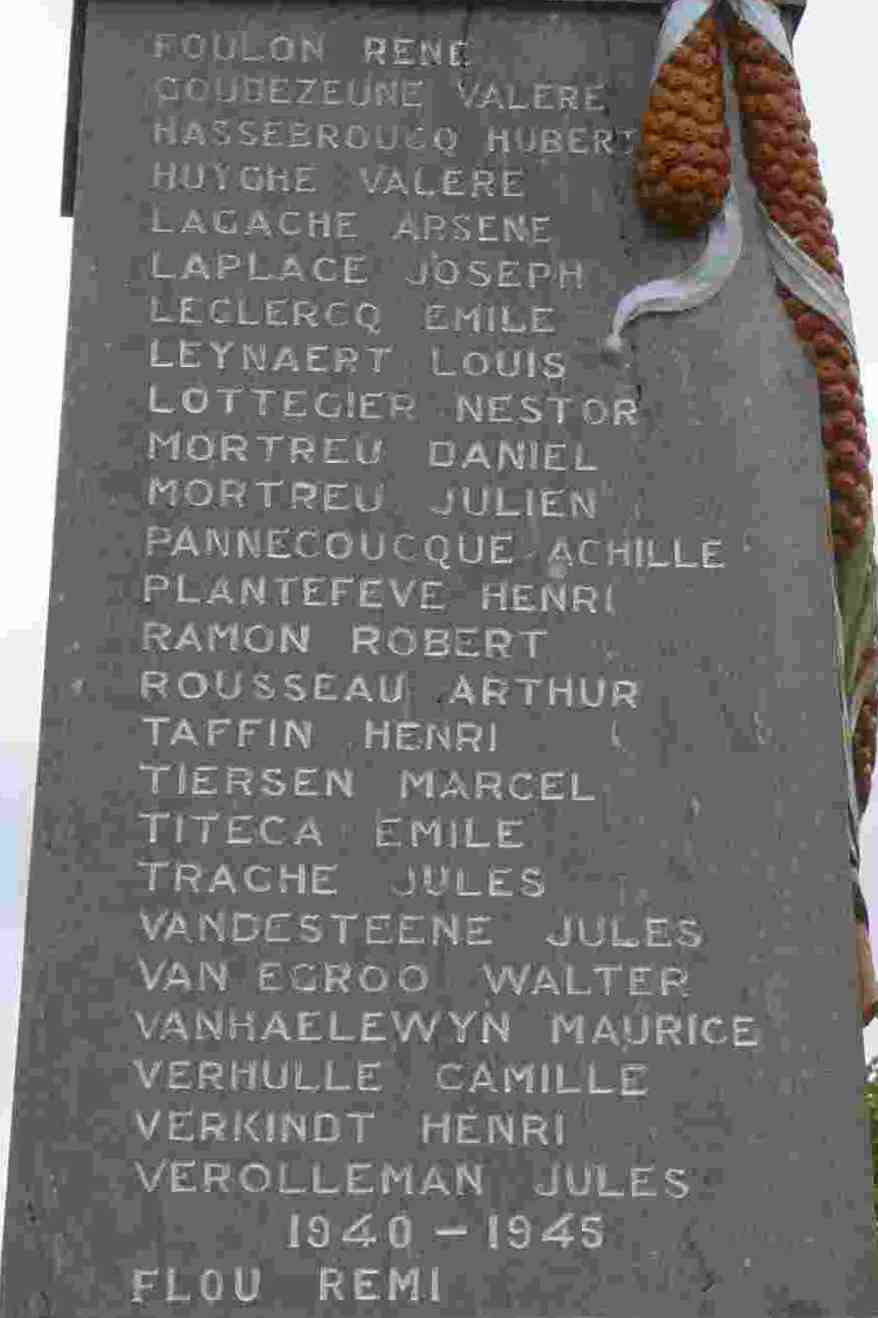 FOULON RENE
GOUDEZEUNE VALERE
HASSEBROUCQ HUBERT
HUYGHE VALERE
LAGACHE ARSENE
LAPLACE JOSEPH
LECLERCQ EMILE
LEYNAERT LOUIS
LOTTEGIER NESTOR
MORTREU DANIEL
MORTREU JULIEN
PANNECOUCQUE ACHILLE
PLANTEFEVE HENRI
RAMON ROBERT
ROUSSEAU ARTHUR
TAFFIN HENRI
TIERSEN MARCEL
TITECA EMILE
TRACHE JULES
VANDESTEENE JULES
VAN EGROO WALTER
VANHAELEWYN MAURICE
VERHULLE CAMILLE
VERKINDT HENRI
VEROLLEMAN JULES
1940 - 1945
FLOU REMI